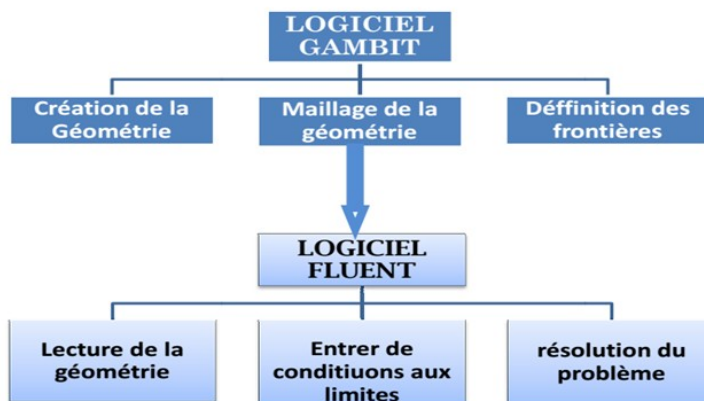 LOGICIEL
GAMBIT
Création de la
Géométrie
Maillage de la
géométrie
Déffinition des
frontières
LOGICIEL
FLUENT
Lecture de la
géométrie
Entrer de
conditiuons aux
limites
résolution du
problème